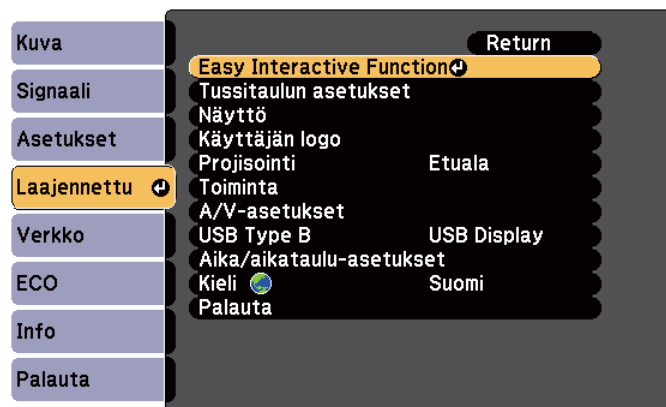 Kuva
Signaali
Asetukset
Laajennettu
Verkko
ECO
Info
Palauta
Return
Easy Interactive Function
Tussitaulun asetukset
Näyttö
Käyttäjän logo
Projisointi Etuala
Toiminta
A/V-asetukset
USB Type B USB Display
Aika/aikataulu-asetukset
Kieli Suomi
Palauta